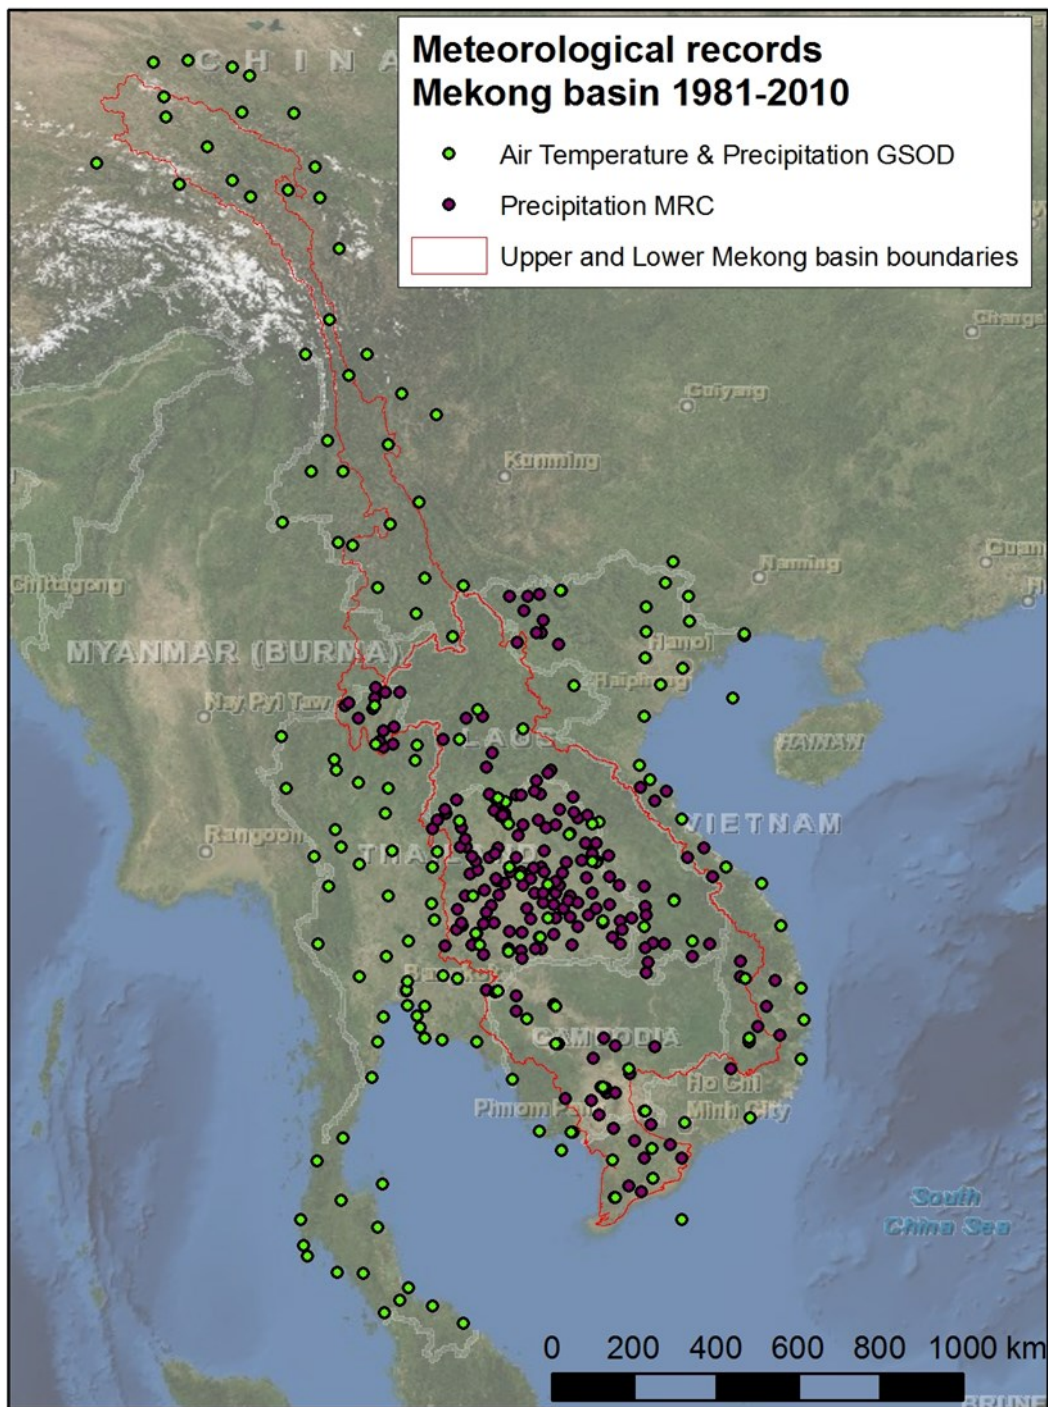 CHINA
Meteorological records
Mekong basin 1981-2010
Air Temperature & Precipitation GSOD
Precipitation MRC
Upper and Lower Mekong basin boundaries
Guiyang
Kunming
Nanning
Chittagong
MYANMAR (BURMA)
Hanoi
Haiphong
Nay Pyi Taw
LAOS
HAINAN
Rangoon
VIETNAM
THAILAND
CAMBODIA
Ho Chi
Minh City
South
China Sea
0 200 400 600 800 1000 km